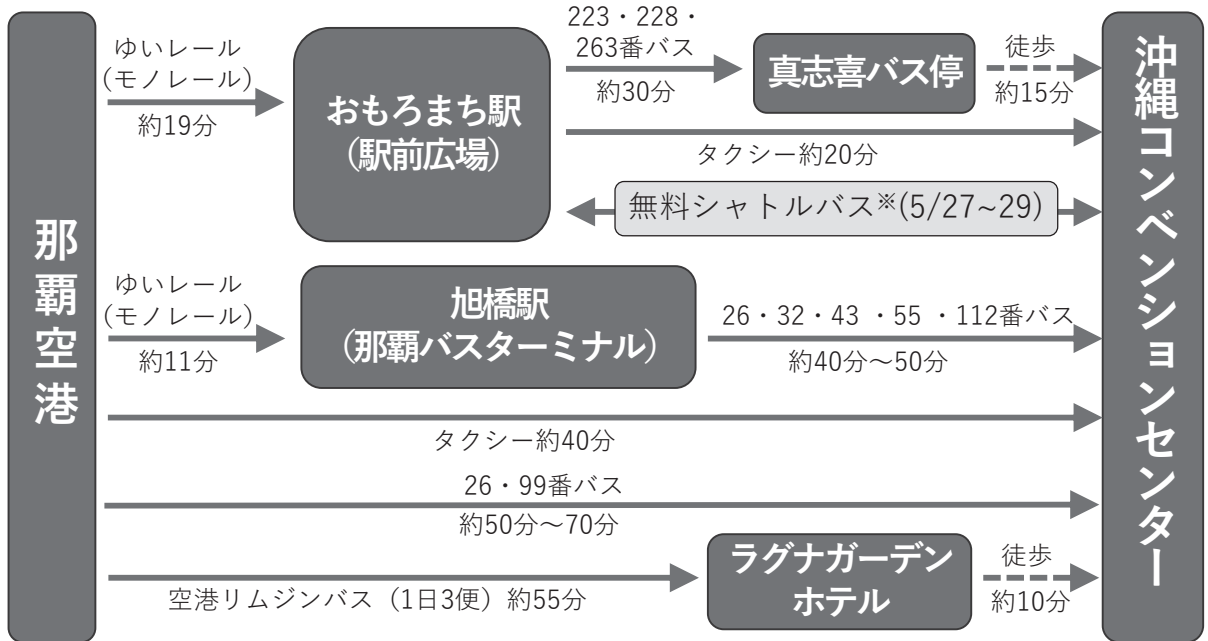 那覇空港
ゆいレール
(モノレール)
約19分
おもろまち駅
(駅前広場)
223・228・
263番バス
約30分
真志喜バス停
徒歩
約15分
タクシー約20分
無料シャトルバス※(5/27~29)
ゆいレール
(モノレール)
約11分
旭橋駅
(那覇バスターミナル)
26・32・43 ・55 ・112番バス
約40分～50分
タクシー約40分
26・99番バス
約50分～70分
空港リムジンバス（1日3便）約55分
ラグナガーデン
ホテル
徒歩
約10分
沖縄コンベンションセンター